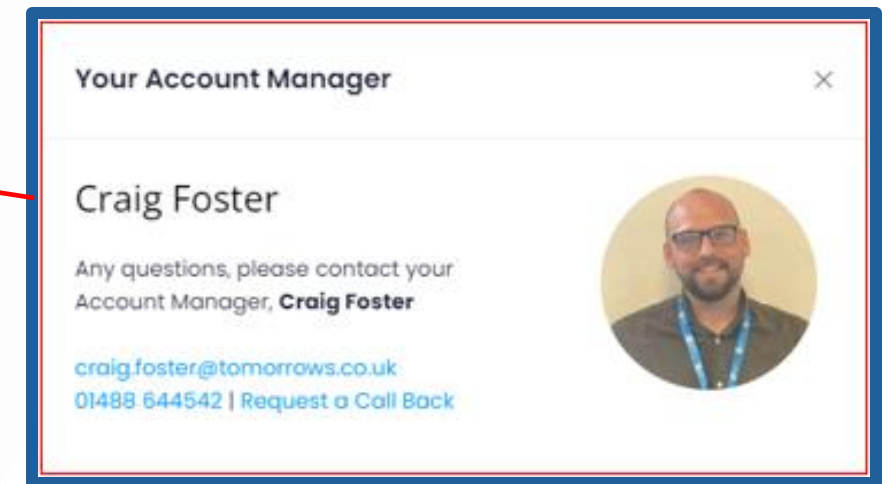 Your Account Manager
Craig Foster
Any questions, please contact your
Account Manager, Craig Foster
craig.foster@tomorrows.co.uk
01488 644542 | Request a Call Back